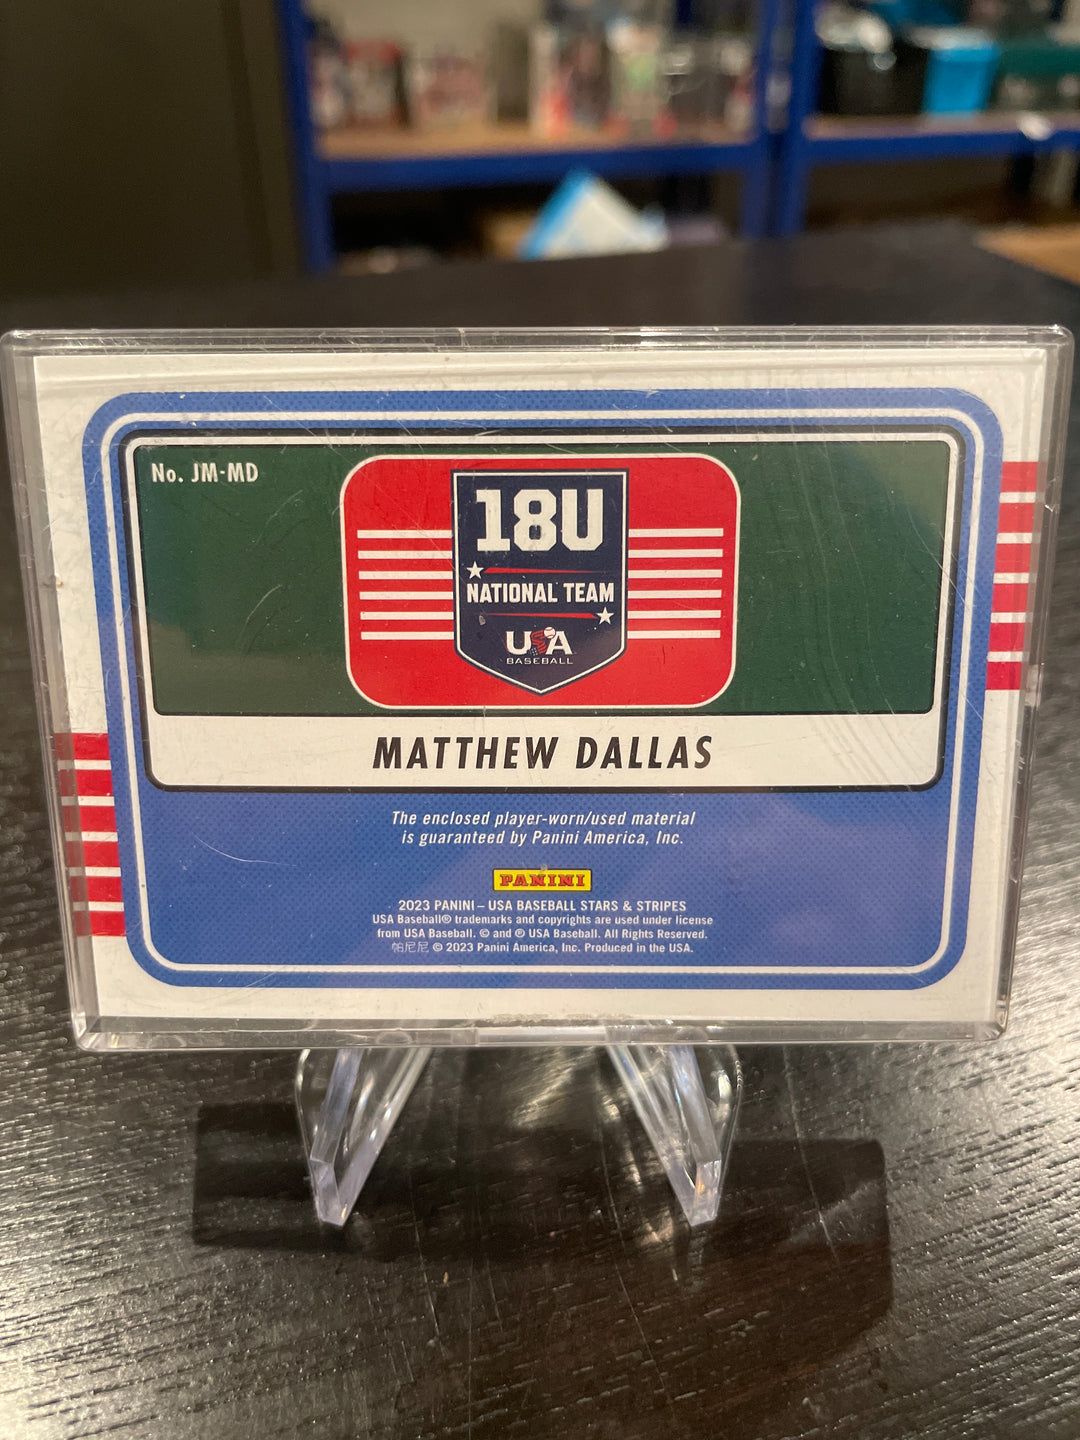 No. JM-MD
18U
NATIONAL TEAM
USA
BASEBALL
MATTHEW DALLAS
The enclosed player-worn/used material
is guaranteed by Panini America, Inc.
PANINI
2023 PANINI – USA BASEBALL STARS & STRIPES
USA Baseball® trademarks and copyrights are used under license
from USA Baseball. © and ® USA Baseball. All Rights Reserved.
帕尼尼 © 2023 Panini America, Inc. Produced in the USA.